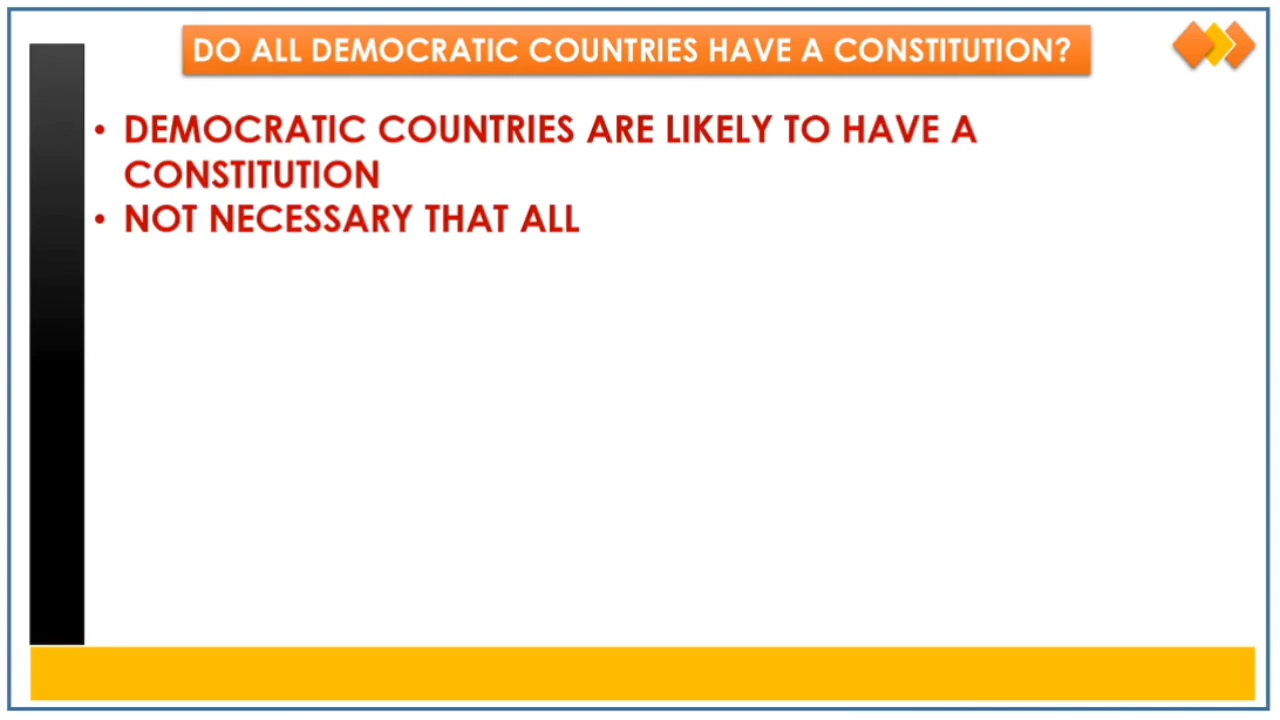 DO ALL DEMOCRATIC COUNTRIES HAVE A CONSTITUTION?
• DEMOCRATIC COUNTRIES ARE LIKELY TO HAVE A
CONSTITUTION
• NOT NECESSARY THAT ALL